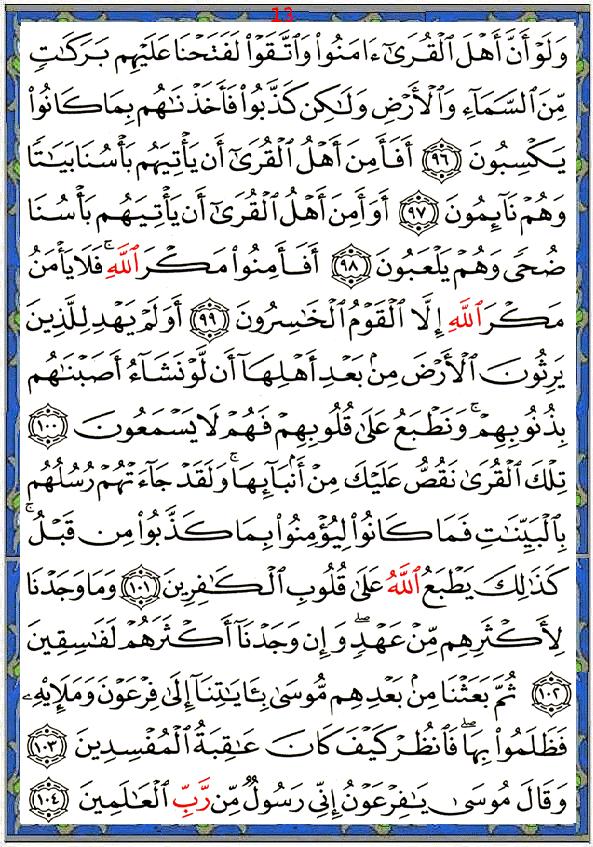 13
وَلَوْ أَنَّ أَهْلَ ٱلْقُرَىٰٓ ءَامَنُوا۟ وَٱتَّقَوْا۟ لَفَتَحْنَا عَلَيْهِم بَرَكَٰتٍ
مِّنَ ٱلسَّمَآءِ وَٱلْأَرْضِ وَلَٰكِن كَذَّبُوا۟ فَأَخَذْنَٰهُم بِمَا كَانُوا۟
يَكْسِبُونَ ٩٦ أَفَأَمِنَ أَهْلُ ٱلْقُرَىٰٓ أَن يَأْتِيَهُم بَأْسُنَا بَيَٰتًا
وَهُمْ نَآئِمُونَ ٩٧ أَوَأَمِنَ أَهْلُ ٱلْقُرَىٰٓ أَن يَأْتِيَهُم بَأْسُنَا
ضُحًى وَهُمْ يَلْعَبُونَ ٩٨ أَفَأَمِنُوا۟ مَكْرَ ٱللَّهِ ۚ فَلَا يَأْمَنُ
مَكْرَ ٱللَّهِ إِلَّا ٱلْقَوْمُ ٱلْخَٰسِرُونَ ٩٩ أَوَلَمْ يَهْدِ لِلَّذِينَ
يَرِثُونَ ٱلْأَرْضَ مِنۢ بَعْدِ أَهْلِهَآ أَن لَّوْ نَشَآءُ أَصَبْنَٰهُم
بِذُنُوبِهِمْ ۚ وَنَطْبَعُ عَلَىٰ قُلُوبِهِمْ فَهُمْ لَا يَسْمَعُونَ ١٠٠
تِلْكَ ٱلْقُرَىٰ نَقُصُّ عَلَيْكَ مِنْ أَنۢبَآئِهَا ۚ وَلَقَدْ جَآءَتْهُمْ رُسُلُهُم
بِٱلْبَيِّنَٰتِ فَمَا كَانُوا۟ لِيُؤْمِنُوا۟ بِمَا كَذَّبُوا۟ مِن قَبْلُ ۚ
كَذَٰلِكَ يَطْبَعُ ٱللَّهُ عَلَىٰ قُلُوبِ ٱلْكَٰفِرِينَ ١٠١ وَمَا وَجَدْنَا
لِأَكْثَرِهِم مِّنْ عَهْدٍ ۖ وَإِن وَجَدْنَآ أَكْثَرَهُمْ لَفَٰسِقِينَ
١٠٢ ثُمَّ بَعَثْنَا مِنۢ بَعْدِهِم مُّوسَىٰ بِـَٔايَٰتِنَآ إِلَىٰ فِرْعَوْنَ وَمَلَإِي۟هِۦ
فَظَلَمُوا۟ بِهَا ۖ فَٱنظُرْ كَيْفَ كَانَ عَٰقِبَةُ ٱلْمُفْسِدِينَ ١٠٣
وَقَالَ مُوسَىٰ يَٰفِرْعَوْنُ إِنِّى رَسُولٌ مِّن رَّبِّ ٱلْعَٰلَمِينَ ١٠٤